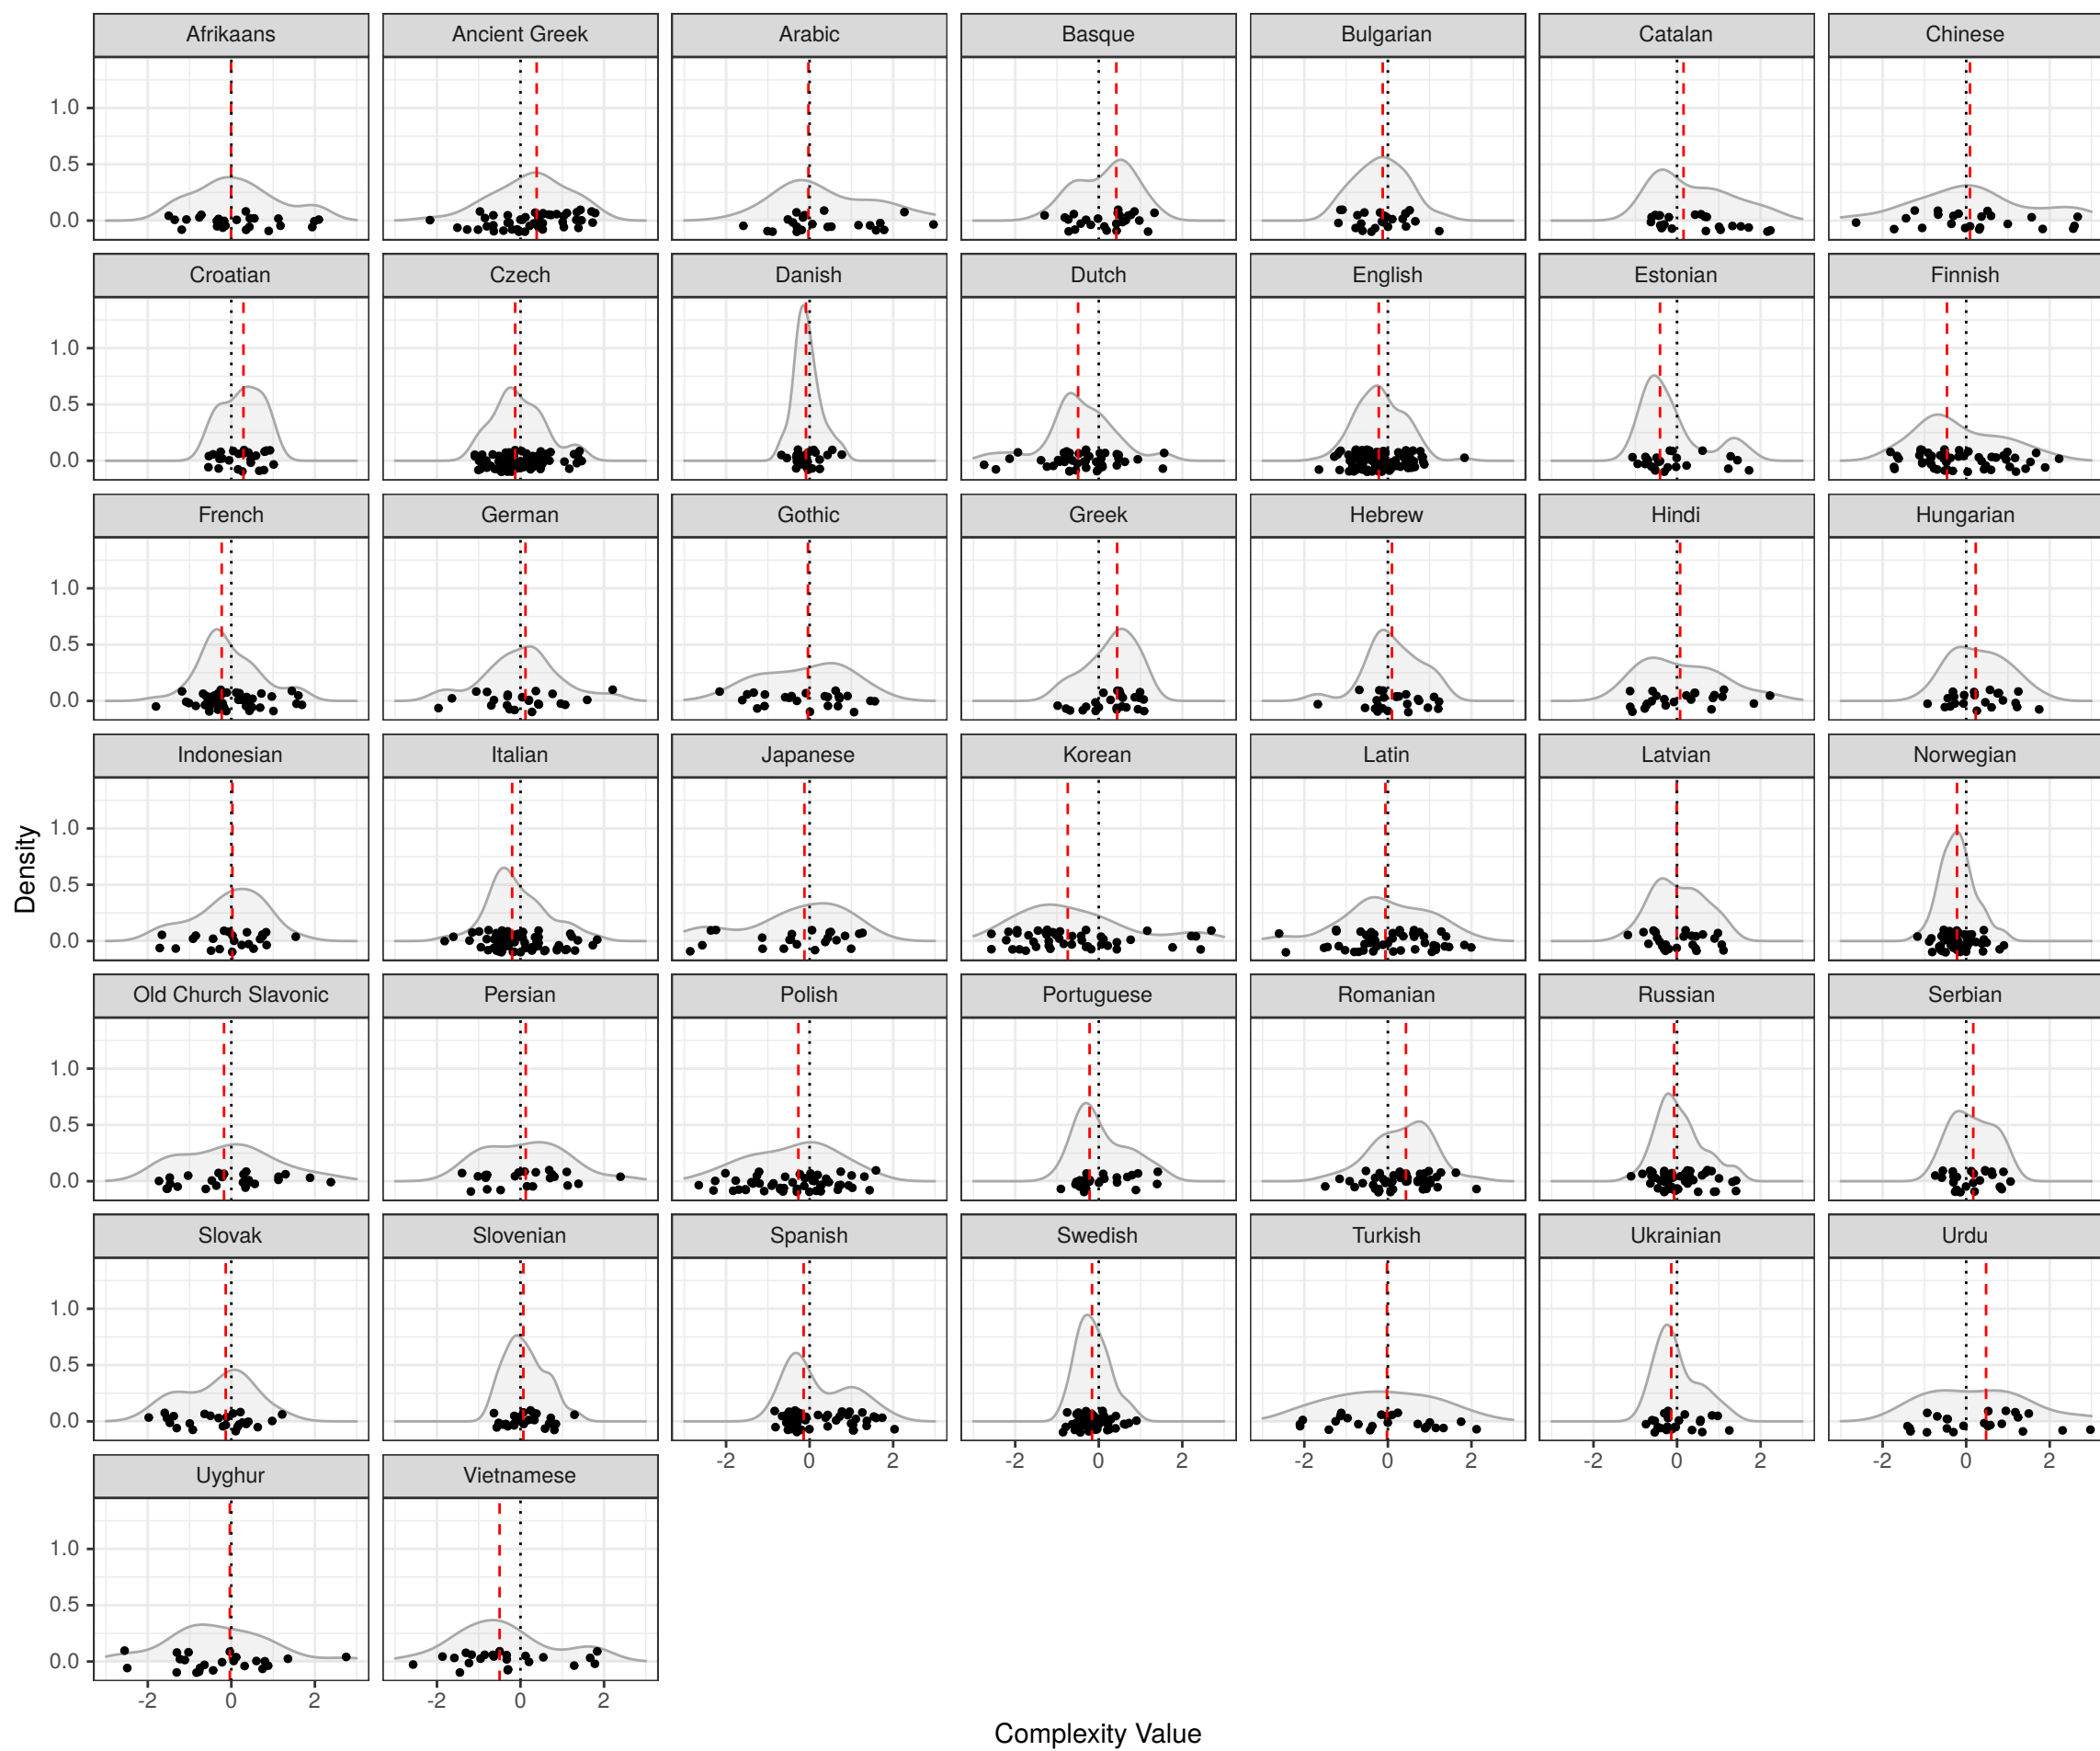 Afrikaans Ancient Greek Arabic Basque Bulgarian Catalan Chinese
1.0
0.5
0.0
Croatian Czech Danish Dutch English Estonian Finnish
1.0
0.5
0.0
French German Gothic Greek Hebrew Hindi Hungarian
1.0
0.5
0.0
Indonesian Italian Japanese Korean Latin Latvian Norwegian
1.0
0.5
0.0
Density
Old Church Slavonic Persian Polish Portuguese Romanian Russian Serbian
1.0
0.5
0.0
Slovak Slovenian Spanish Swedish Turkish Ukrainian Urdu
1.0
0.5
0.0
-2 0 2 -2 0 2 -2 0 2 -2 0 2 -2 0 2
Uyghur Vietnamese
1.0
0.5
0.0
-2 0 2 -2 0 2
Complexity Value